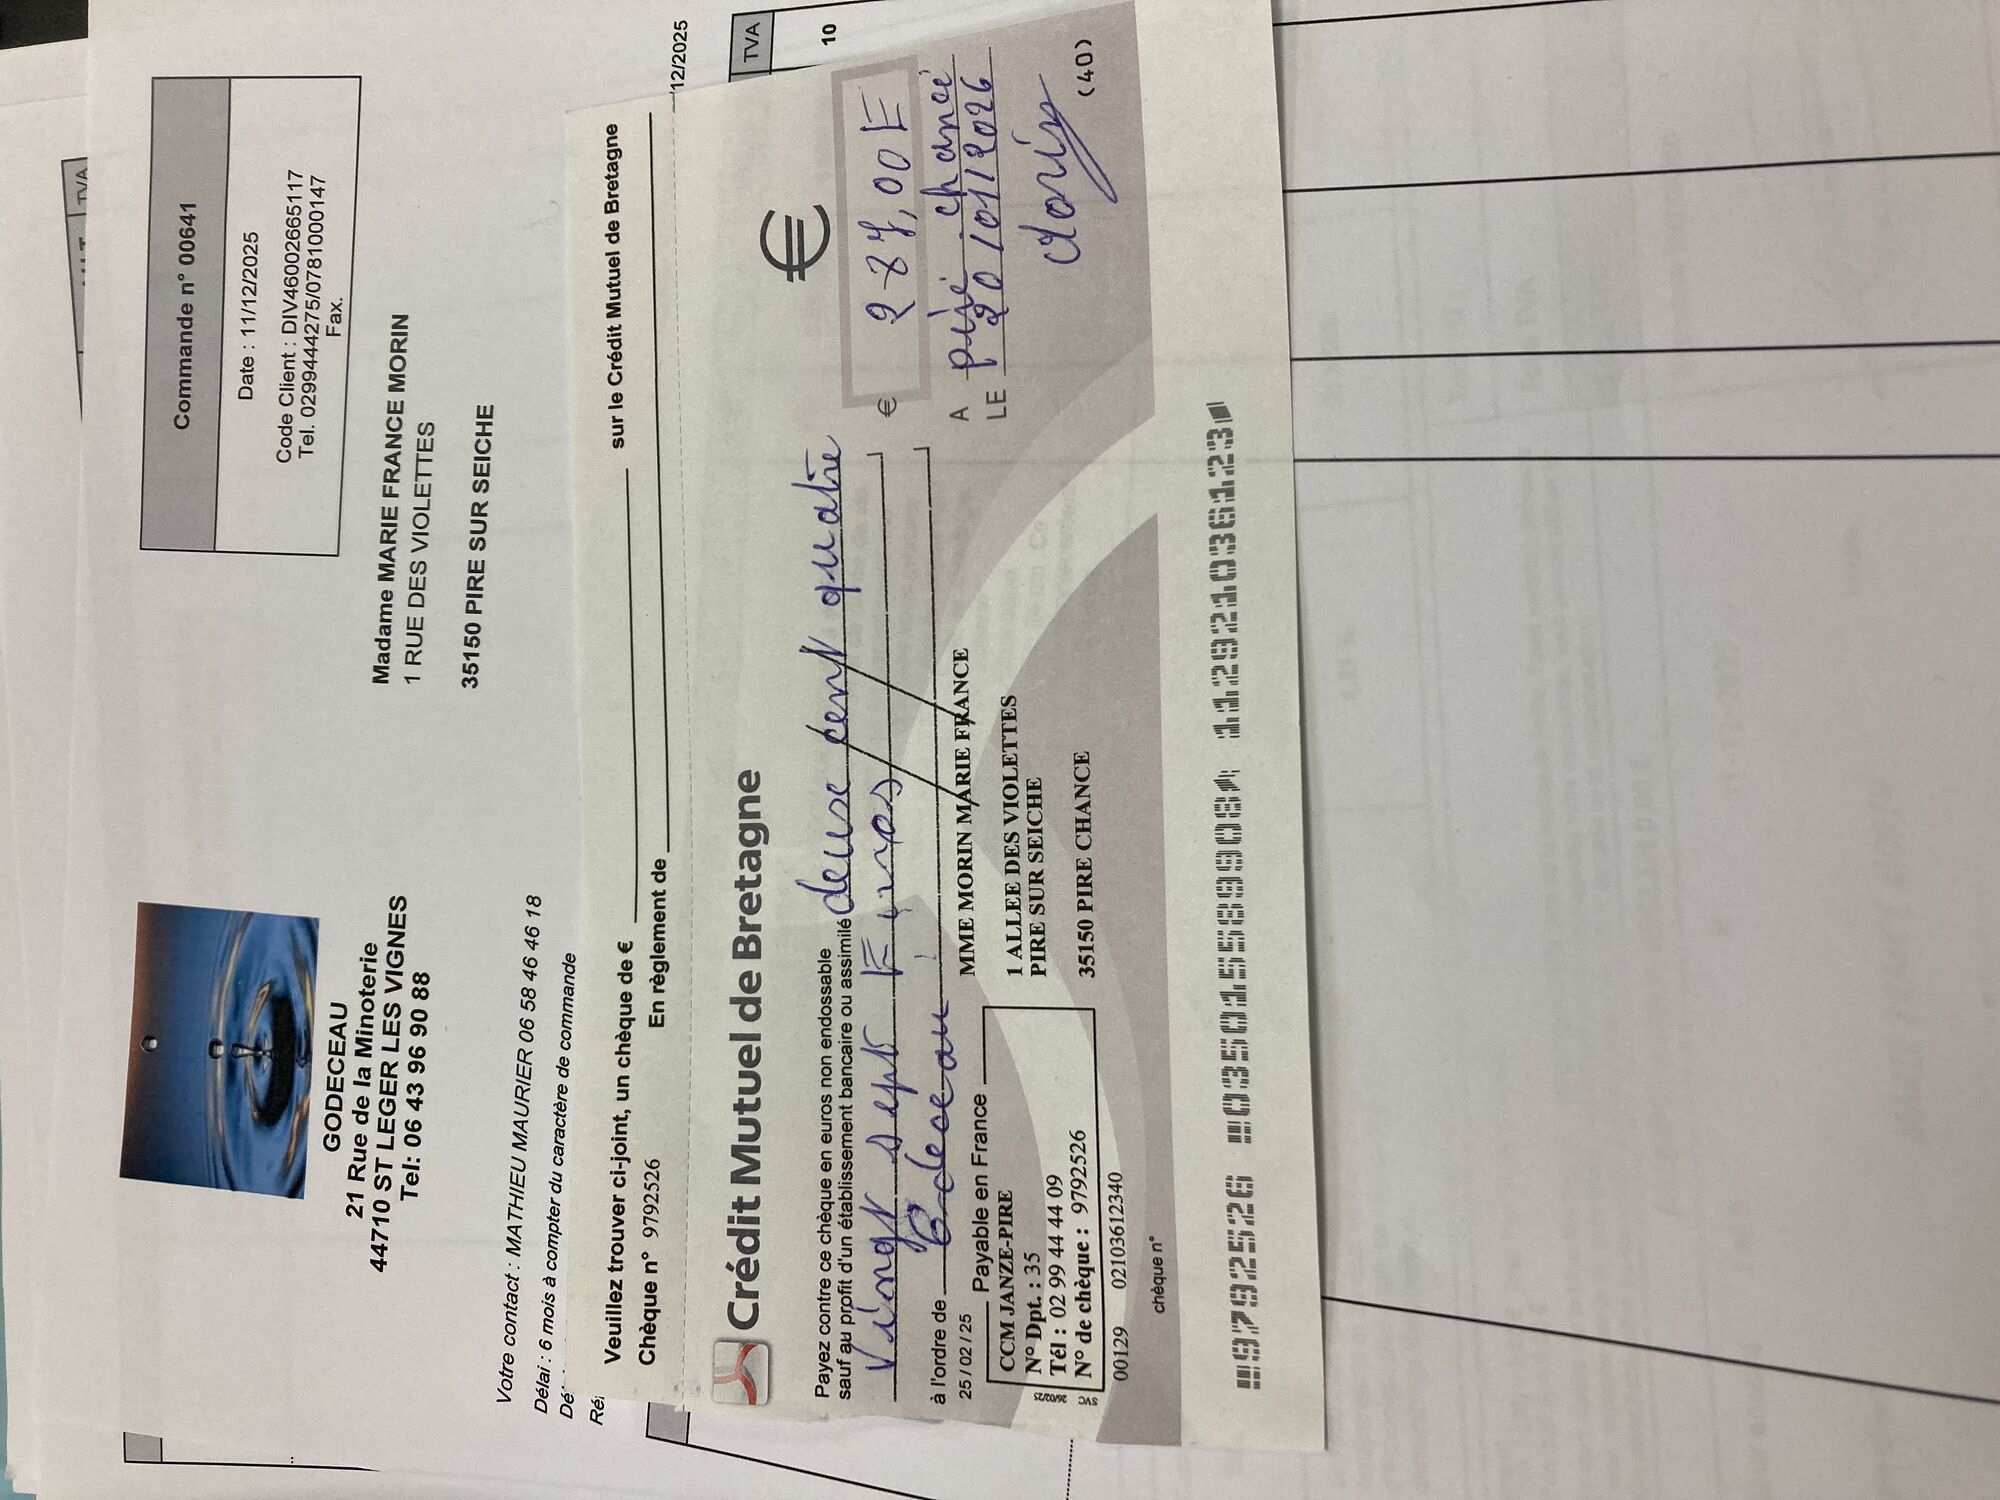 Commande n° 00641
Date : 11/12/2025
Code Client : DIV46002665117
Tel. 0299444275/0781000147
Fax.
GODECEAU
21 Rue de la Minoterie
44710 ST LEGER LES VIGNES
Tel: 06 43 96 90 88
Madame MARIE FRANCE MORIN
1 RUE DES VIOLETTES
35150 PIRE SUR SEICHE
Votre contact : MATHIEU MAURIER 06 58 46 46 18
Délai : 6 mois à compter du caractère de commande
12/2025
TVA
10
TVA
Veuillez trouver ci-joint, un chèque de € sur le Crédit Mutuel de Bretagne
Chèque n° 9792526 En règlement de
Crédit Mutuel de Bretagne
€
Payez contre ce chèque en euros non endossable
sauf au profit d'un établissement bancaire ou assimilé deux cent quatre
Vingt sept Euros
€ 287,00 E
à l'ordre de
25 / 02 / 25
Payable en France
A piré chancé
LE 20/01/2026
CCM JANZE-PIRE
N° Dpt. : 35
Tél : 02 99 44 44 09
N° de chèque : 9792526
MME MORIN MARIE FRANCE
1 ALLEE DES VIOLETTES
PIRE SUR SEICHE
35150 PIRE CHANCE
(40)
00129 02103612340
chèque n°